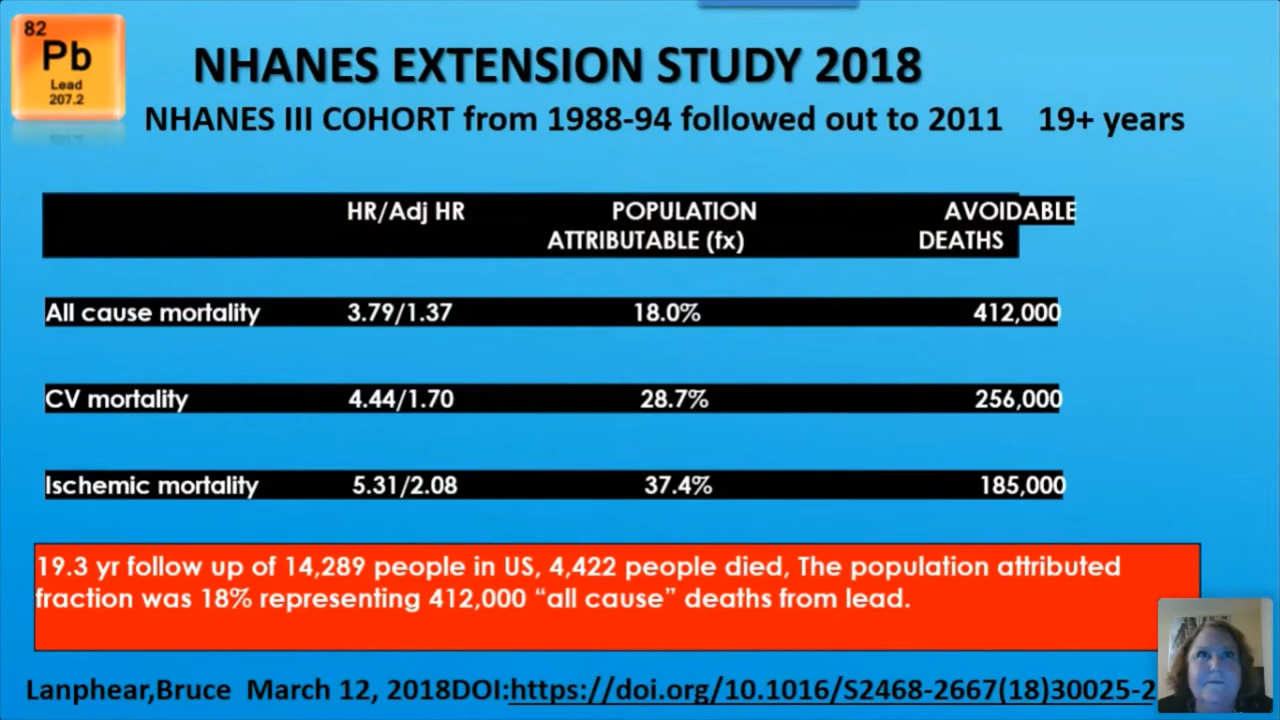 82
Pb
Lead
207.2
NHANES EXTENSION STUDY 2018
NHANES III COHORT from 1988-94 followed out to 2011 19+ years
HR/Adj HR POPULATION AVOIDABLE
ATTRIBUTABLE (fx) DEATHS
All cause mortality 3.79/1.37 18.0% 412,000
CV mortality 4.44/1.70 28.7% 256,000
Ischemic mortality 5.31/2.08 37.4% 185,000
19.3 yr follow up of 14,289 people in US, 4,422 people died, The population attributed
fraction was 18% representing 412,000 “all cause” deaths from lead.
Lanphear,Bruce March 12, 2018DOI:https://doi.org/10.1016/S2468-2667(18)30025-2